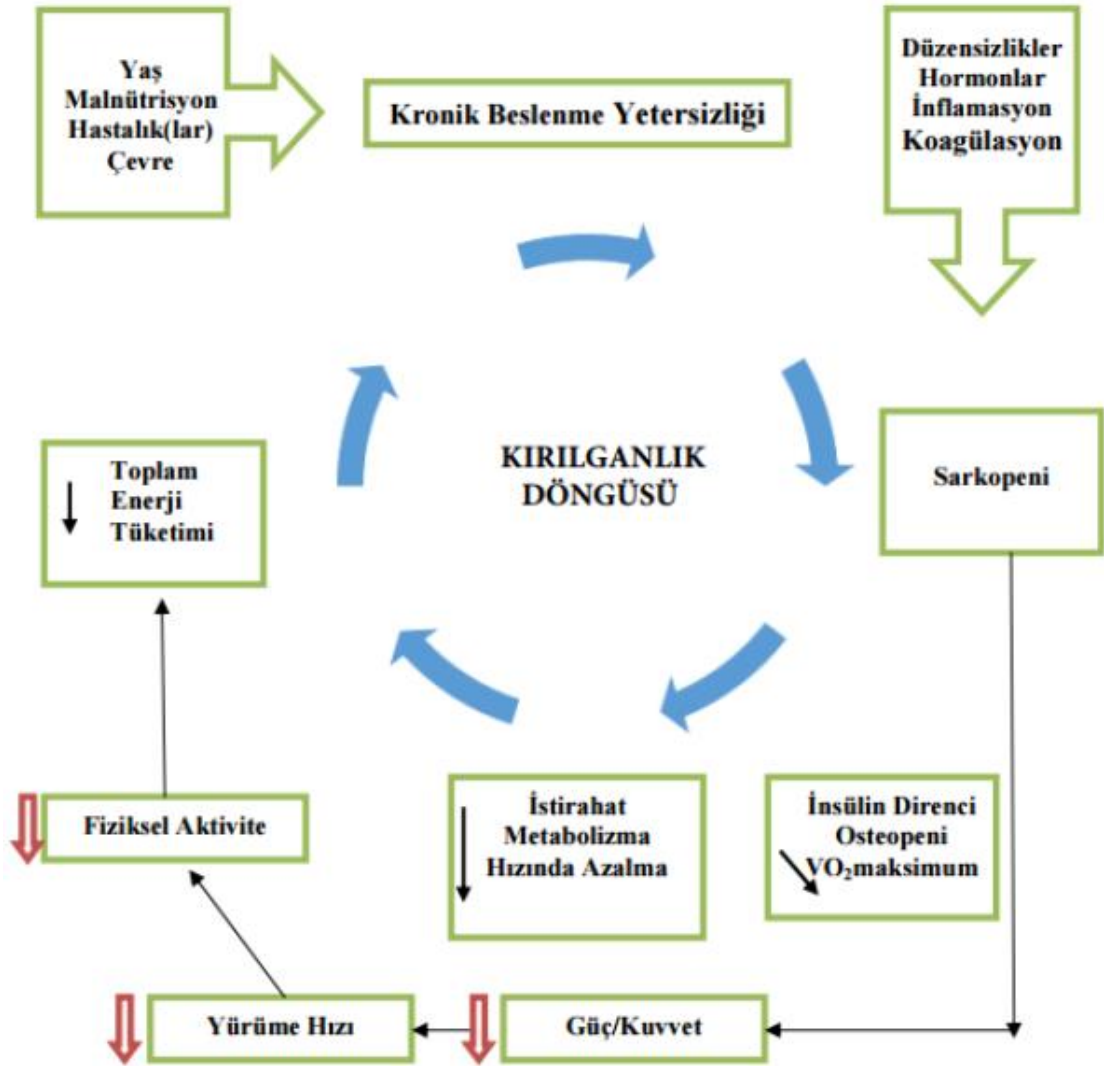 Yaş
Malnütrisyon
Hastalık(lar)
Çevre
Kronik Beslenme Yetersizliği
Düzensizlikler
Hormonlar
İnflamasyon
Koagülasyon
KIRILGANLIK
DÖNGÜSÜ
Sarkopeni
Toplam
Enerji
Tüketimi
Fiziksel Aktivite
İstirahat
Metabolizma
Hızında Azalma
İnsülin Direnci
Osteopeni
VO₂maksimum
Yürüme Hızı
Güç/Kuvvet